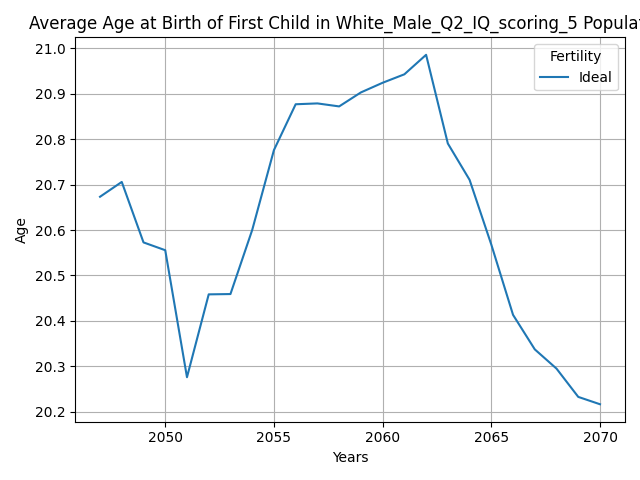 Average Age at Birth of First Child in White_Male_Q2_IQ_scoring_5 Populat
Fertility
Ideal
21.0
20.9
20.8
20.7
20.6
20.5
20.4
20.3
20.2
Age
2050 2055 2060 2065 2070
Years